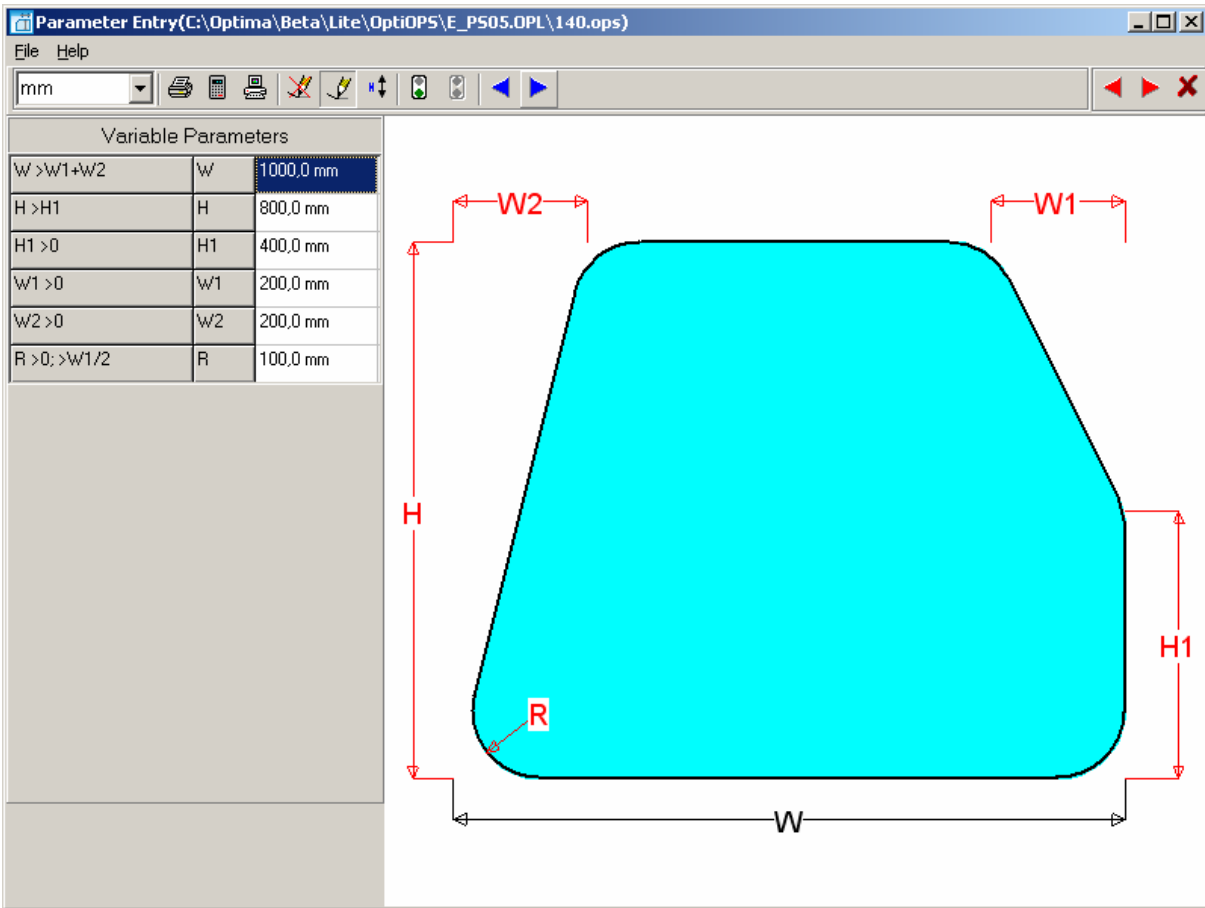 Parameter Entry(C:\Optima\Beta\Lite\OptiOPS\E_PS05.OPL\140.ops)
File Help
mm
Variable Parameters
W >W1+W2 W 1000,0 mm
H >H1 H 800,0 mm
H1 >0 H1 400,0 mm
W1 >0 W1 200,0 mm
W2 >0 W2 200,0 mm
R >0; >W1/2 R 100,0 mm
W2 W1
H
H1
R
W